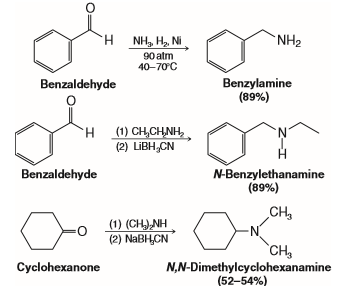 O
H
NH₃, H₂, Ni
90 atm
40–70°C
NH₂
Benzaldehyde
Benzylamine
(89%)
O
H
(1) CH₃CH₂NH₂
(2) LiBH₃CN
N
H
Benzaldehyde
N-Benzylethanamine
(89%)
O
(1) (CH₃)₂NH
(2) NaBH₃CN
CH₃
N
CH₃
Cyclohexanone
N,N-Dimethylcyclohexanamine
(52–54%)